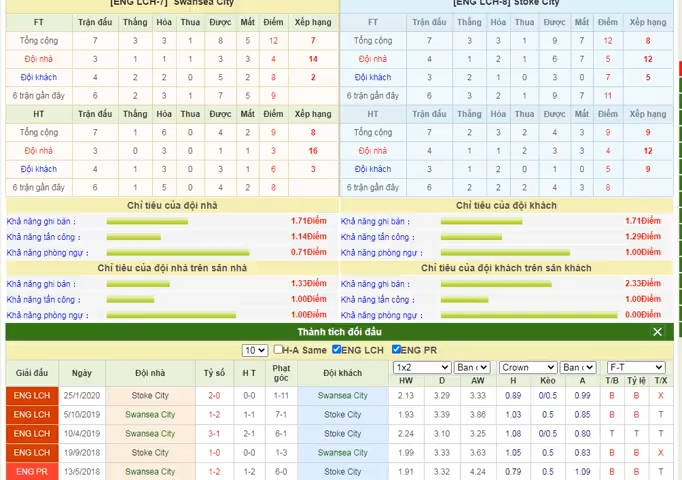 [ENG LCH-7] Swansea City
FT Trận đấu Thắng Hòa Thua Được Mất Điểm Xếp hạng
Tổng cộng 7 3 3 1 8 5 12 7
Đội nhà 3 1 1 1 3 3 4 14
Đội khách 4 2 2 0 5 2 8 2
6 trận gần đây 6 2 3 1 5 4 9
HT Trận đấu Thắng Hòa Thua Được Mất Điểm Xếp hạng
Tổng cộng 7 1 6 0 4 2 9 8
Đội nhà 3 0 3 0 1 1 3 16
Đội khách 4 1 3 0 3 1 6 3
6 trận gần đây 6 1 5 0 4 2 8
[ENG LCH-8] Stoke City
FT Trận đấu Thắng Hòa Thua Được Mất Điểm Xếp hạng
Tổng cộng 7 3 3 1 9 7 12 8
Đội nhà 4 1 2 1 6 7 5 12
Đội khách 3 2 1 0 3 0 7 5
6 trận gần đây 6 3 2 1 9 7 11
HT Trận đấu Thắng Hòa Thua Được Mất Điểm Xếp hạng
Tổng cộng 7 2 3 2 4 3 9 9
Đội nhà 4 1 1 2 3 3 4 12
Đội khách 3 1 2 0 1 0 5 9
6 trận gần đây 6 2 2 2 4 3 8
Chỉ tiêu của đội nhà
Khả năng ghi bán : 1.71Điểm
Khả năng tấn công : 1.14Điểm
Khả năng phòng ngự : 0.71Điểm
Chỉ tiêu của đội nhà trên sân nhà
Khả năng ghi bán : 1.33Điểm
Khả năng tấn công : 1.00Điểm
Khả năng phòng ngự : 1.00Điểm
Chỉ tiêu của đội khách
Khả năng ghi bán : 1.71Điểm
Khả năng tấn công : 1.29Điểm
Khả năng phòng ngự : 1.00Điểm
Chỉ tiêu của đội khách trên sân khách
Khả năng ghi bán : 2.33Điểm
Khả năng tấn công : 1.00Điểm
Khả năng phòng ngự : 0.00Điểm
Thành tích đối đầu
10 H-A Same ENG LCH ENG PR
Giải đấu Ngày Đội nhà Tỷ số H T Phạt góc Đội khách 1x2 Ban Crown Ban F-T
HW D AW H Kèo A T/B Tỷ lệ T/X
ENG LCH 25/1/2020 Stoke City 2-0 0-0 1-11 Swansea City 2.13 3.29 3.33 0.89 0/0.5 0.99 B B X
ENG LCH 5/10/2019 Swansea City 1-2 1-1 7-1 Stoke City 1.93 3.39 3.86 1.03 0.5 0.85 B B T
ENG LCH 10/4/2019 Swansea City 3-1 2-1 6-1 Stoke City 2.24 3.10 3.25 1.08 0/0.5 0.80 T T T
ENG LCH 19/9/2018 Stoke City 1-0 0-0 1-3 Swansea City 1.99 3.33 3.63 1.05 0.5 0.83 B B X
ENG PR 13/5/2018 Swansea City 1-2 1-2 6-0 Stoke City 1.91 3.32 4.24 0.79 0.5 1.09 B B T